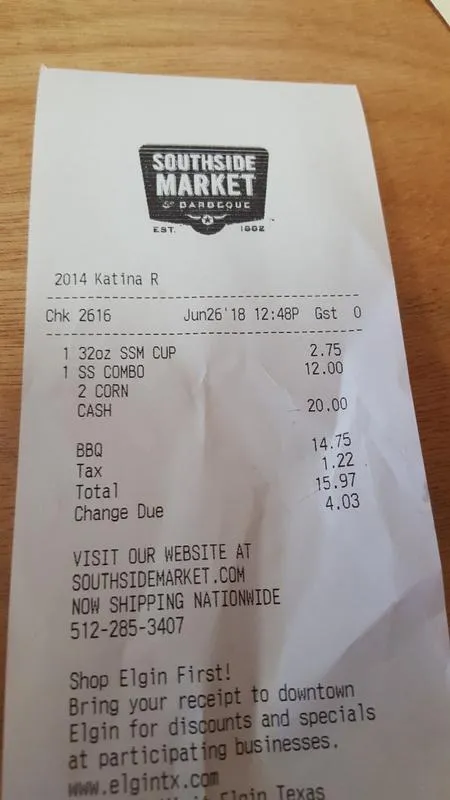 SOUTHSIDE
MARKET
& BARBEQUE
EST. 1882
2014 Katina R
Chk 2616 Jun26'18 12:48P Gst 0
1 32oz SSM CUP 2.75
1 SS COMBO 12.00
2 CORN
CASH 20.00
BBQ 14.75
Tax 1.22
Total 15.97
Change Due 4.03
VISIT OUR WEBSITE AT
SOUTHSIDEMARKET.COM
NOW SHIPPING NATIONWIDE
512-285-3407
Shop Elgin First!
Bring your receipt to downtown
Elgin for discounts and specials
at participating businesses.
www.elgintx.com
Elgin Texas